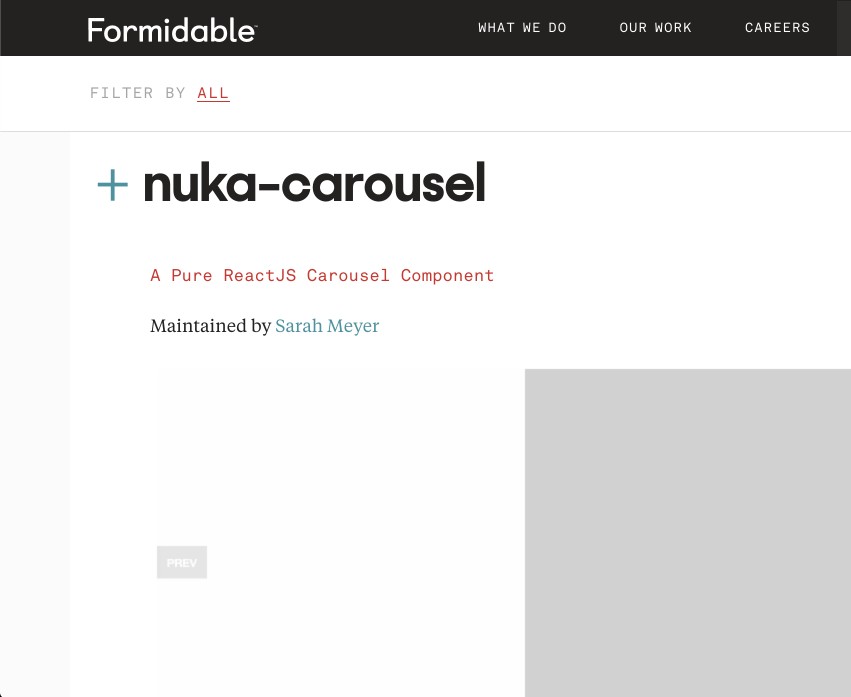 Formidable™
WHAT WE DO OUR WORK CAREERS
FILTER BY ALL
+ nuka-carousel
A Pure ReactJS Carousel Component
Maintained by Sarah Meyer
PREV